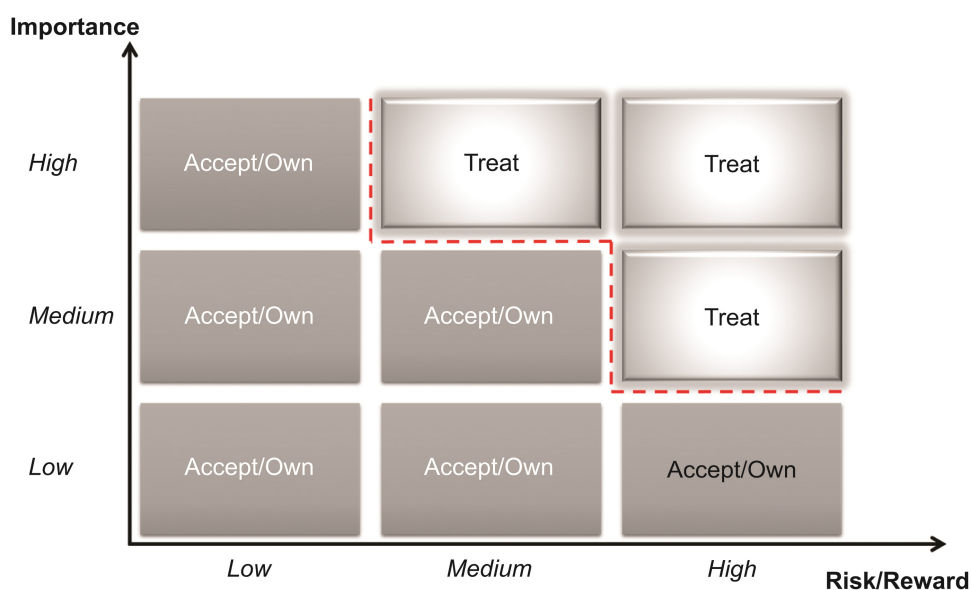 Importance
High
Accept/Own
Treat
Treat
Medium
Accept/Own
Accept/Own
Treat
Low
Accept/Own
Accept/Own
Accept/Own
Low
Medium
High
Risk/Reward